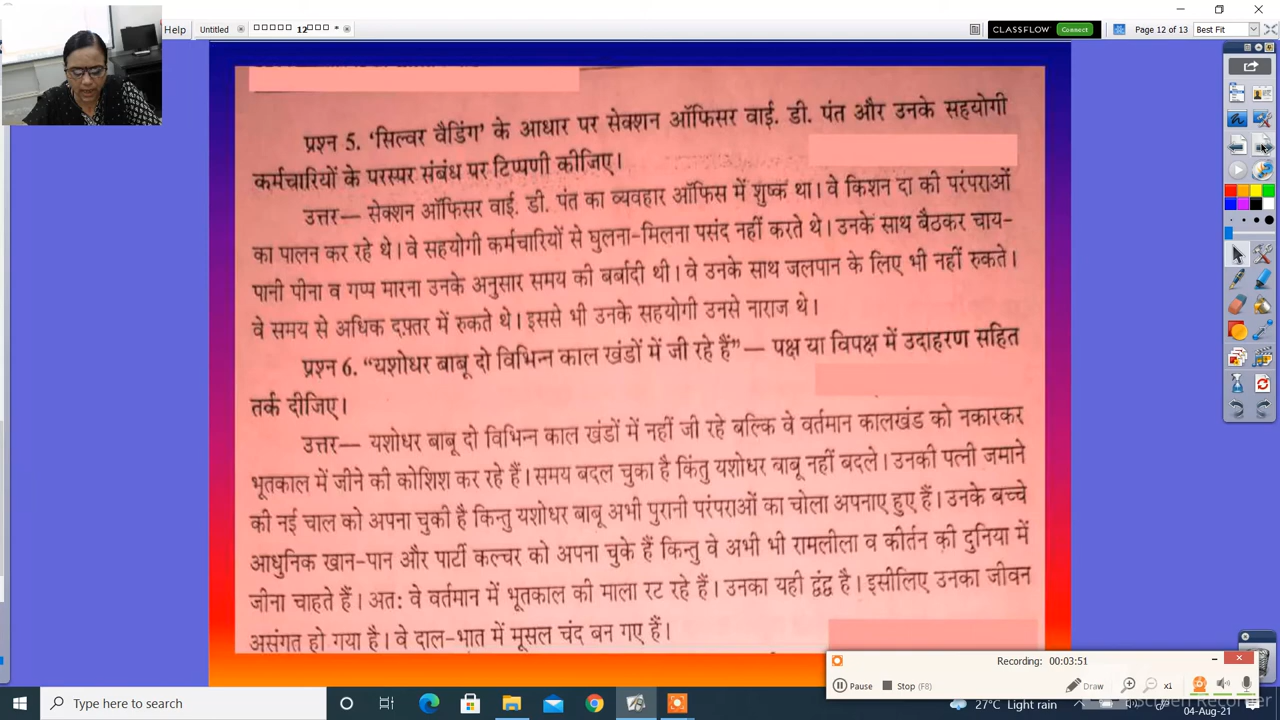 Help
Untitled
12
CLASSFLOW Connect
Page 12 of 13
Best Fit
प्रश्न 5. ‘सिल्वर वैडिंग’ के आधार पर सेक्शन ऑफिसर वाई. डी. पंत और उनके सहयोगी
कर्मचारियों के परस्पर संबंध पर टिप्पणी कीजिए।
उत्तर— सेक्शन ऑफिसर वाई. डी. पंत का व्यवहार ऑफिस में शुष्क था। वे किशन दा की परंपराओं
का पालन कर रहे थे। वे सहयोगी कर्मचारियों से घुलना-मिलना पसंद नहीं करते थे। उनके साथ बैठकर चाय-
पानी पीना व गप्प मारना उनके अनुसार समय की बर्बादी थी। वे उनके साथ जलपान के लिए भी नहीं रुकते।
वे समय से अधिक दफ़्तर में रुकते थे। इससे भी उनके सहयोगी उनसे नाराज थे।
प्रश्न 6. “यशोधर बाबू दो विभिन्न काल खंडों में जी रहे हैं”— पक्ष या विपक्ष में उदाहरण सहित
तर्क दीजिए।
उत्तर— यशोधर बाबू दो विभिन्न काल खंडों में नहीं जी रहे बल्कि वे वर्तमान कालखंड को नकारकर
भूतकाल में जीने की कोशिश कर रहे हैं। समय बदल चुका है किंतु यशोधर बाबू नहीं बदले। उनकी पत्नी जमाने
की नई चाल को अपना चुकी है किन्तु यशोधर बाबू अभी पुरानी परंपराओं का चोला अपनाए हुए हैं। उनके बच्चे
आधुनिक खान-पान और पार्टी कल्चर को अपना चुके हैं किन्तु वे अभी भी रामलीला व कीर्तन की दुनिया में
जीना चाहते हैं। अतः वे वर्तमान में भूतकाल की माला रट रहे हैं। उनका यही द्वंद्व है। इसीलिए उनका जीवन
असंगत हो गया है। वे दाल-भात में मूसल चंद बन गए हैं।
Recording: 00:03:51
Pause
Stop (F8)
x1
Draw
Screen Recorder
Type here to search
27°C Light rain
04-Aug-21